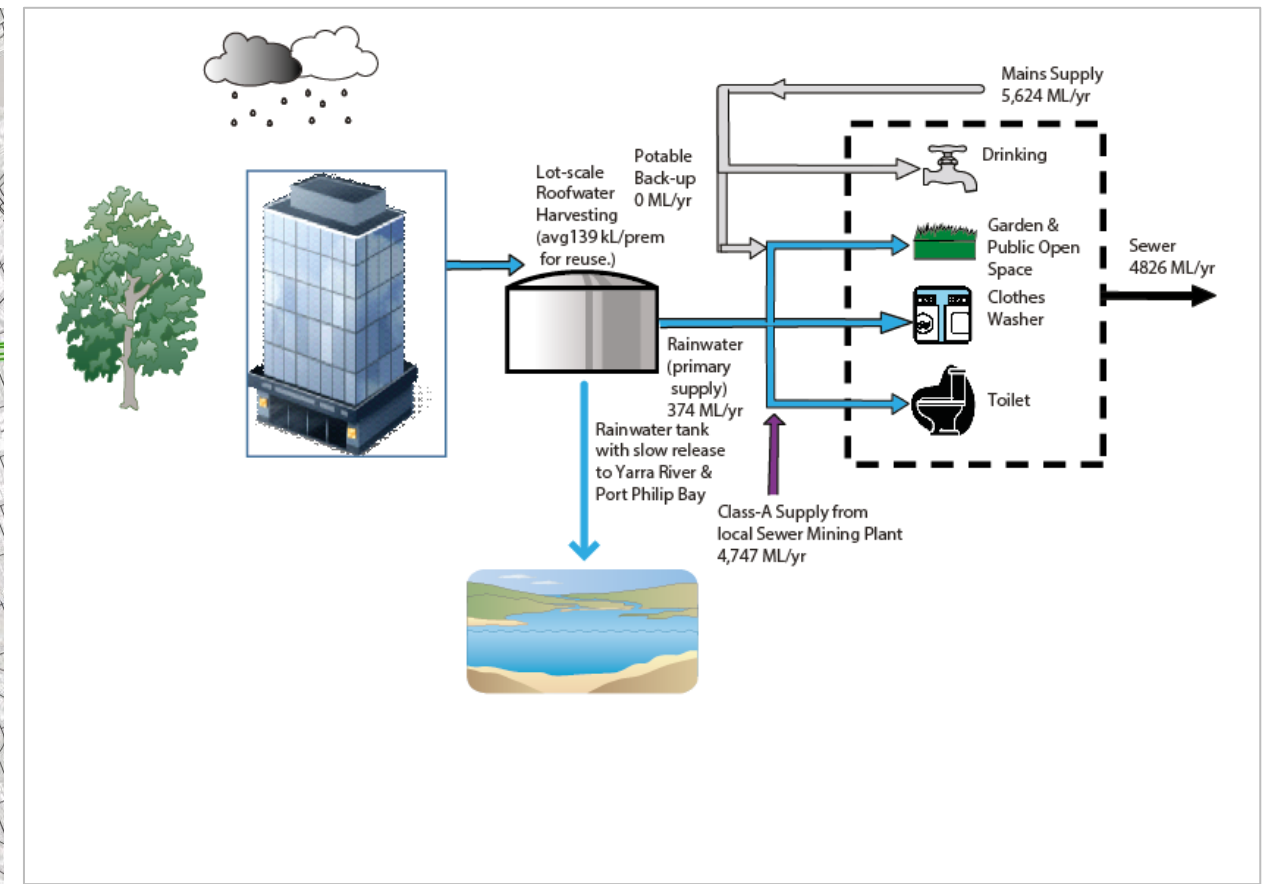 Mains Supply
5,624 ML/yr
Drinking
Potable
Back-up
0 ML/yr
Lot-scale
Roofwater
Harvesting
(avg139 kL/prem
for reuse.)
Garden &
Public Open
Space
Sewer
4826 ML/yr
Clothes
Washer
Rainwater
(primary
supply)
374 ML/yr
Toilet
Rainwater tank
with slow release
to Yarra River &
Port Philip Bay
Class-A Supply from
local Sewer Mining Plant
4,747 ML/yr